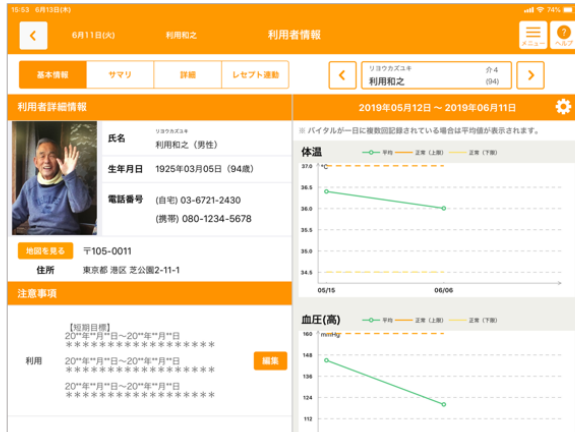 15:53 6月13日(木)
74%
6月11日(火) 利用和之 利用者情報 メニュー ヘルプ
基本情報 サマリ 詳細 レセプト連動
リヨウカズユキ 介4
利用和之 (94)
利用者詳細情報
氏名
リヨウカズユキ
利用和之（男性）
生年月日 1925年03月05日（94歳）
電話番号 (自宅) 03-6721-2430
(携帯) 080-1234-5678
地図を見る 〒105-0011
住所 東京都 港区 芝公園2-11-1
注意事項
利用
【短期目標】
20**年**月**日～20**年**月**日
＊＊＊＊＊＊＊＊＊＊＊＊＊＊＊＊＊＊
20**年**月**日～20**年**月**日
＊＊＊＊＊＊＊＊＊＊＊＊＊＊＊＊＊＊
20**年**月**日～20**年**月**日
＊＊＊＊＊＊＊＊＊＊＊＊＊＊＊＊＊＊
編集
2019年05月12日 ～ 2019年06月11日
※ バイタルが一日に複数回記録されている場合は平均値が表示されます。
体温 平均 正常（上限） 正常（下限）
℃
37.0
36.5
36.0
35.5
35.0
34.5
05/15 06/06
血圧(高) 平均 正常（上限） 正常（下限）
mmHg
160
148
136
124
112